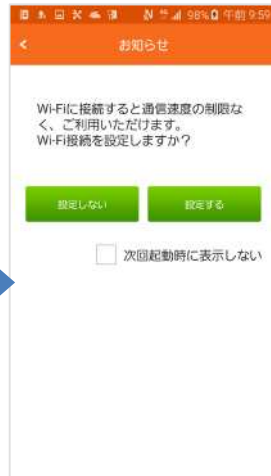 98% 午前 9:59
お知らせ
Wi-Fiに接続すると通信速度の制限な
く、ご利用いただけます。
Wi-Fi接続を設定しますか？
設定しない 設定する
次回起動時に表示しない